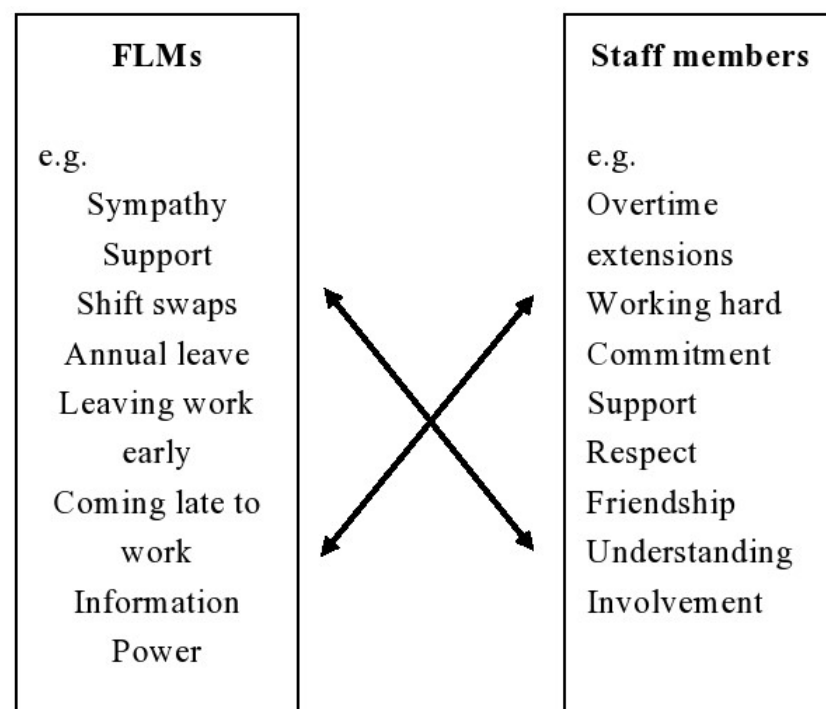 FLMs
e.g.
Sympathy
Support
Shift swaps
Annual leave
Leaving work
early
Coming late to
work
Information
Power
Staff members
e.g.
Overtime
extensions
Working hard
Commitment
Support
Respect
Friendship
Understanding
Involvement